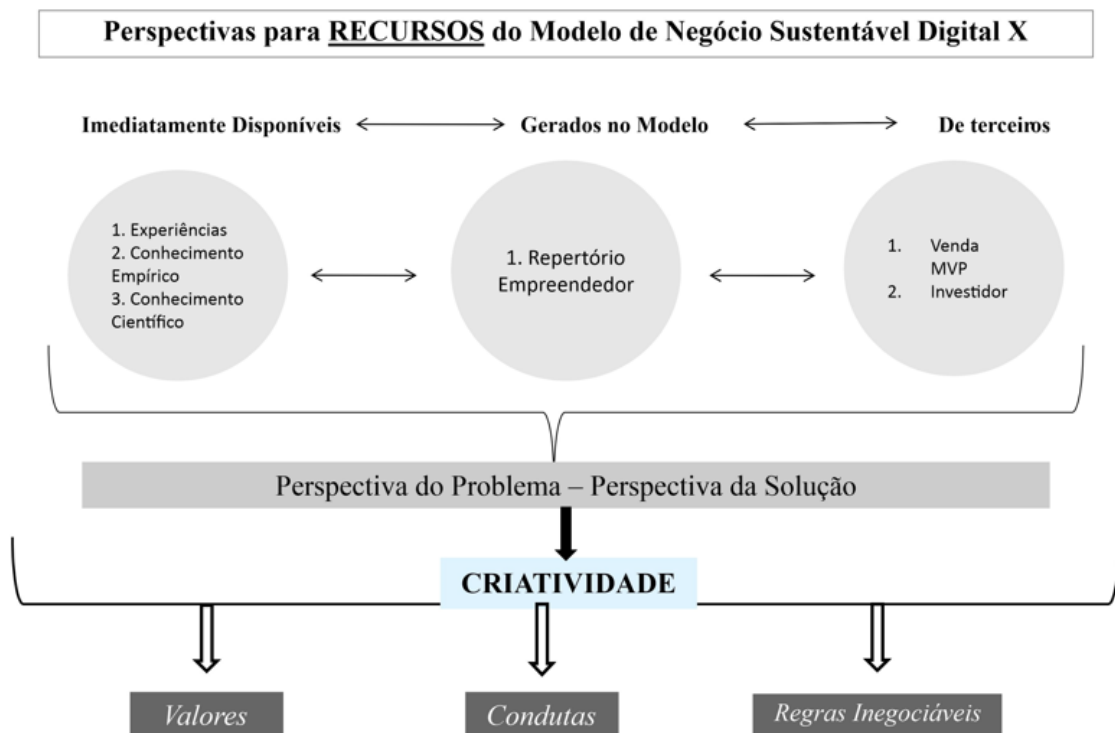 Perspectivas para RECURSOS do Modelo de Negócio Sustentável Digital X
Imediatamente Disponíveis
Gerados no Modelo
De terceiros
1. Experiências
2. Conhecimento
Empírico
3. Conhecimento
Científico
1. Repertório
Empreendedor
1. Venda
MVP
2. Investidor
Perspectiva do Problema – Perspectiva da Solução
CRIATIVIDADE
Valores
Condutas
Regras Inegociáveis